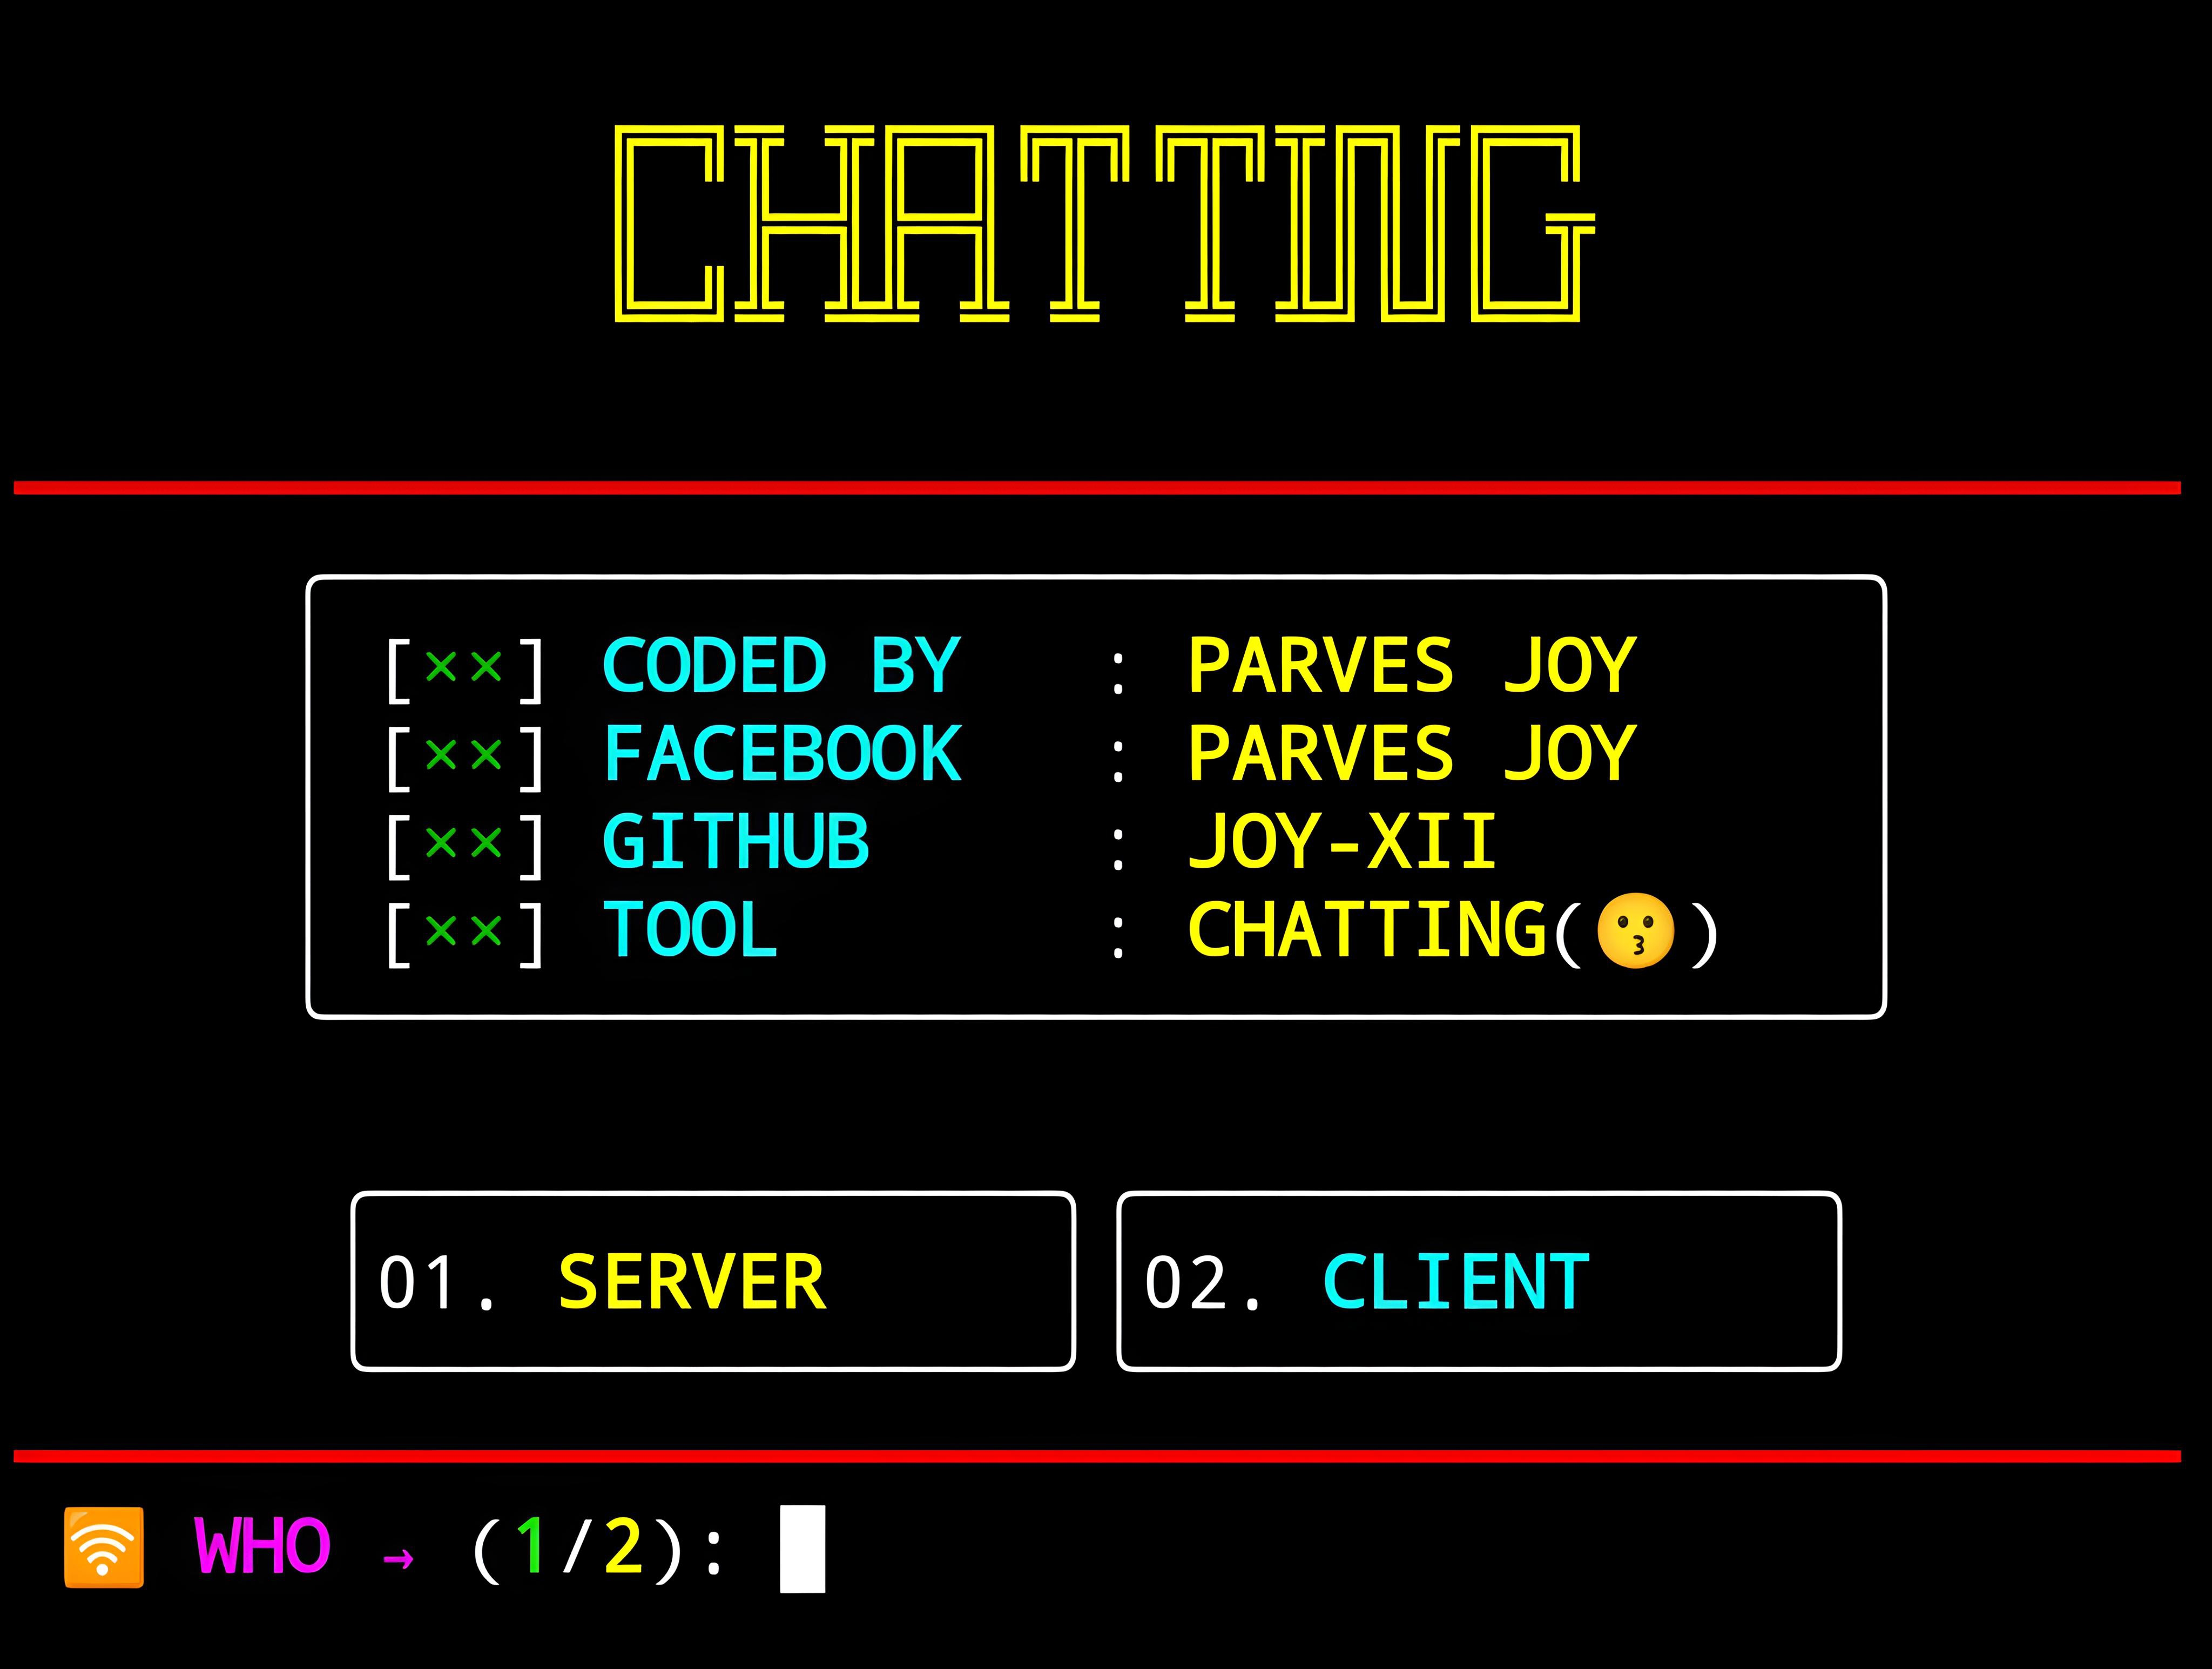 CHATTING
[××] CODED BY : PARVES JOY
[××] FACEBOOK : PARVES JOY
[××] GITHUB : JOY-XII
[××] TOOL : CHATTING(😗)
01. SERVER 02. CLIENT
🛜 WHO → (1/2):